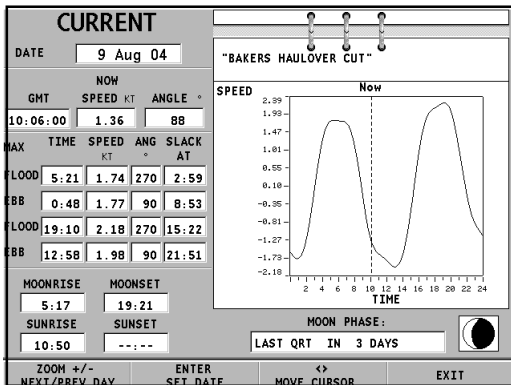 CURRENT
DATE 9 Aug 04
NOW
GMT SPEED KT ANGLE °
10:06:00 1.36 88
MAX TIME SPEED KT ANG ° SLACK AT
FLOOD 5:21 1.74 270 2:59
EBB 0:48 1.77 90 8:53
FLOOD 19:10 2.18 270 15:22
EBB 12:58 1.98 90 21:51
MOONRISE MOONSET
5:17 19:21
SUNRISE SUNSET
10:50 --:--
"BAKERS HAULOVER CUT"
SPEED Now
2.39
1.93
1.47
1.01
0.55
0.10
-0.35
-0.81
-1.27
-1.73
-2.18
2 4 6 8 10 12 14 16 18 20 22 24
TIME
MOON PHASE:
LAST QRT IN 3 DAYS
ZOOM +/- ENTER <> EXIT
NEXT/PREV DAY SET DATE MOVE CURSOR